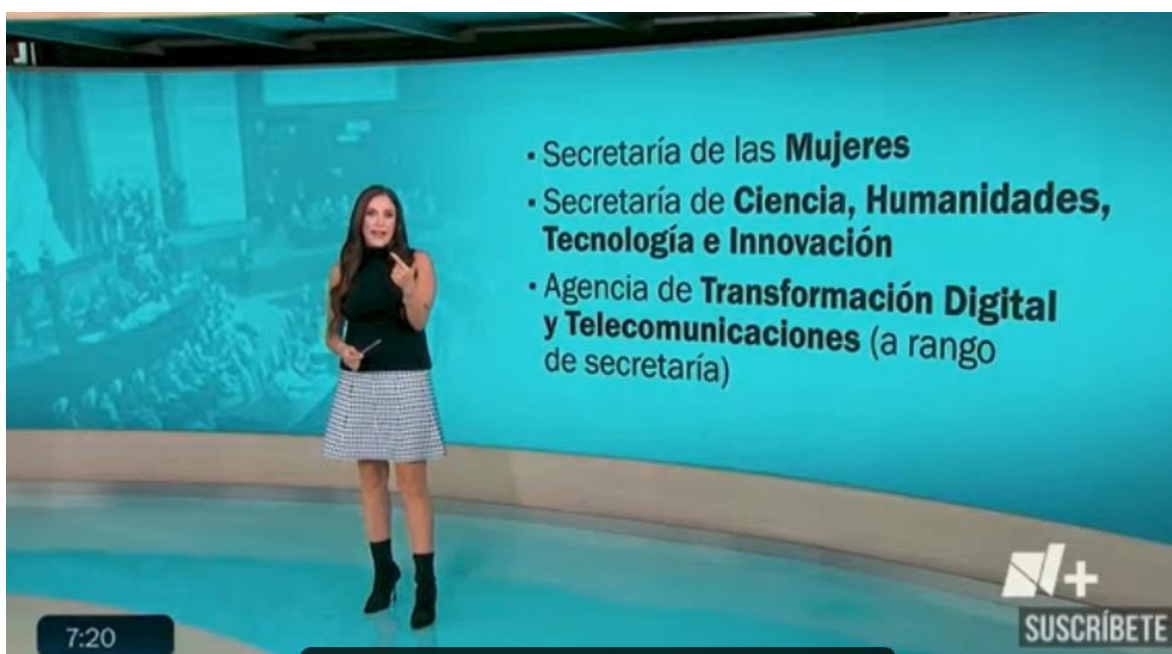 ▪ Secretaría de las Mujeres
▪ Secretaría de Ciencia, Humanidades,
Tecnología e Innovación
▪ Agencia de Transformación Digital
y Telecomunicaciones (a rango
de secretaría)
N+
SUSCRÍBETE
7:20